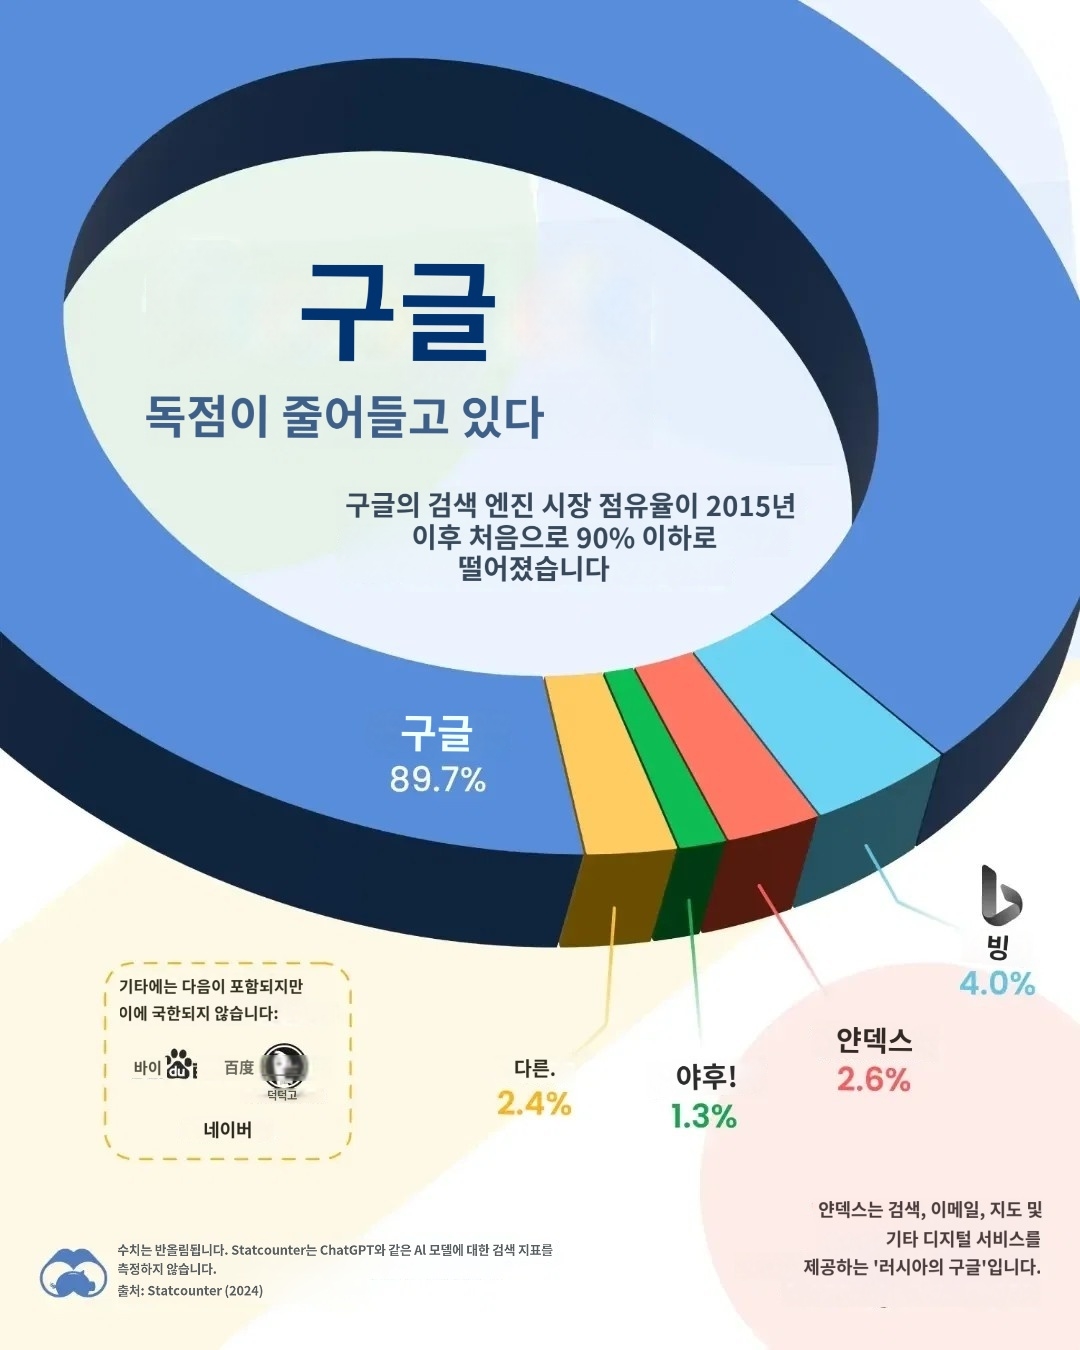 구글
독점이 줄어들고 있다
구글의 검색 엔진 시장 점유율이 2015년
이후 처음으로 90% 이하로
떨어졌습니다
구글
89.7%
빙
4.0%
얀덱스
2.6%
야후!
1.3%
다른.
2.4%
기타에는 다음이 포함되지만
이에 국한되지 않습니다:
바이 du 百度
덕덕고
네이버
얀덱스는 검색, 이메일, 지도 및
기타 디지털 서비스를
제공하는 '러시아의 구글'입니다.
수치는 반올림됩니다. Statcounter는 ChatGPT와 같은 AI 모델에 대한 검색 지표를
측정하지 않습니다.
출처: Statcounter (2024)